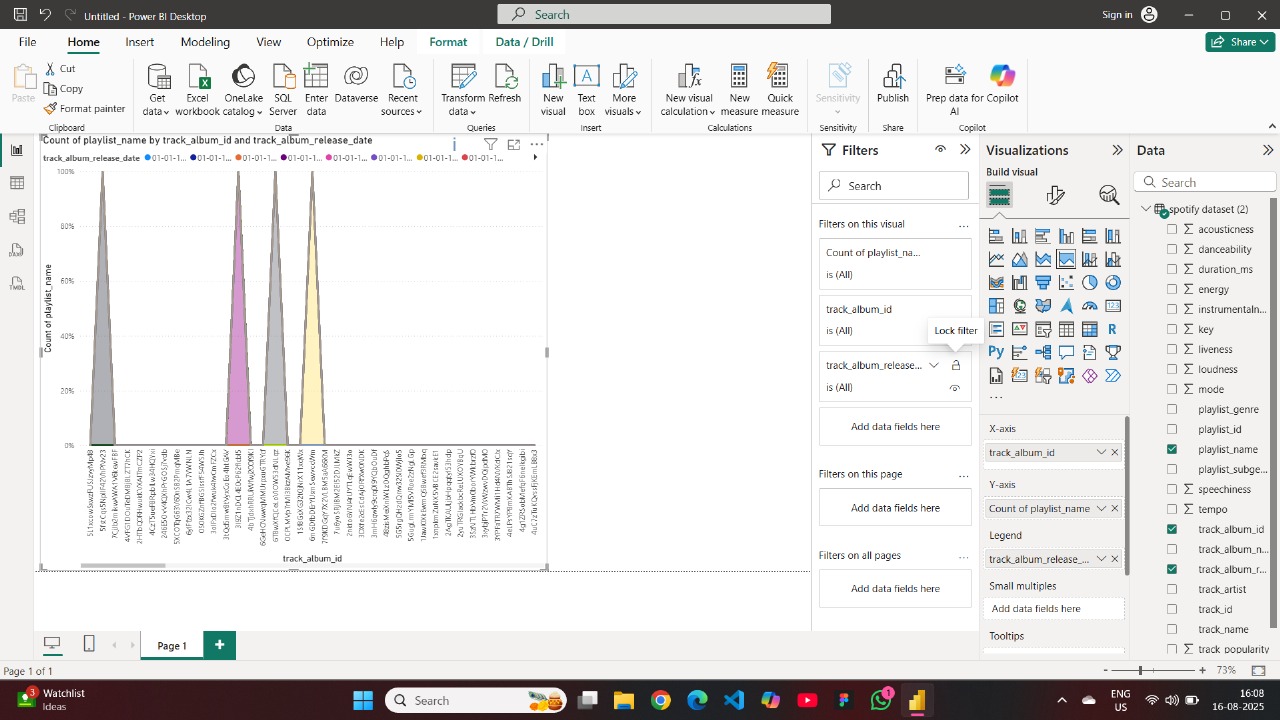 Untitled - Power BI Desktop
Search
Sign in
File
Home
Insert
Modeling
View
Optimize
Help
Format
Data / Drill
Share
Paste
Cut
Copy
Format painter
Clipboard
Get data
Excel workbook
OneLake catalog
SQL Server
Enter data
Dataverse
Recent sources
Data
Transform data
Refresh
Queries
New visual
Text box
More visuals
Insert
New visual calculation
New measure
Quick measure
Calculations
Sensitivity
Sensitivity
Publish
Share
Prep data for AI
Copilot
Copilot
Count of playlist_name by track_album_id and track_album_release_date
track_album_release_date
01-01-1...
01-01-1...
01-01-1...
01-01-1...
01-01-1...
01-01-1...
01-01-1...
01-01-1...
100%
80%
60%
40%
20%
0%
Count of playlist_name
track_album_id
Filters
Search
Filters on this visual
...
Count of playlist_na...
is (All)
track_album_id
is (All)
Lock filter
track_album_release...
is (All)
Add data fields here
Filters on this page
...
Add data fields here
Filters on all pages
...
Add data fields here
Visualizations
Build visual
R
Py
123
...
X-axis
track_album_id
Y-axis
Count of playlist_name
Legend
track_album_release_...
Small multiples
Add data fields here
Tooltips
Data
Search
spotify dataset (2)
acousticness
danceability
duration_ms
energy
instrumentaln...
key
liveness
loudness
mode
playlist_genre
playlist_id
playlist_name
playlist_subge...
speechiness
tempo
track_album_id
track_album_n...
track_album_r...
track_artist
track_id
track_name
track_popularity
Page 1
Page 1 of 1
73%
3
Watchlist
Ideas
Search
1
ENG
US
16:08
16-08-2025